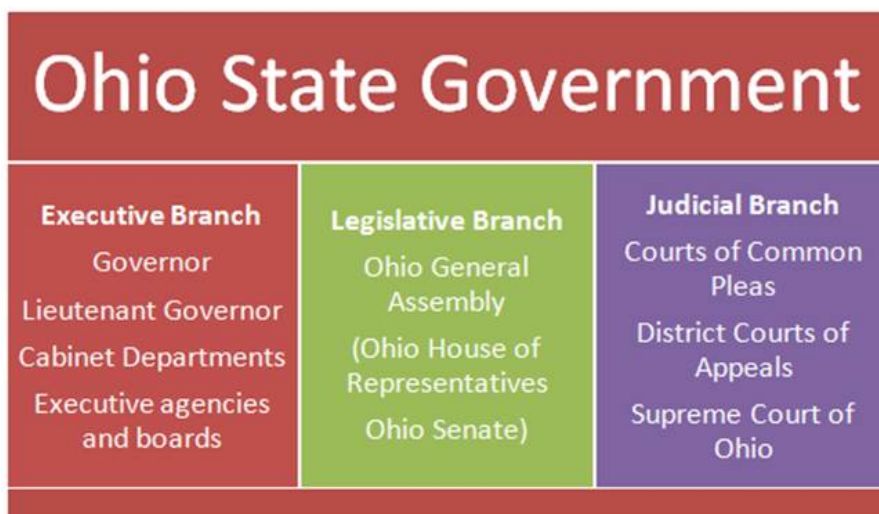 Ohio State Government
Executive Branch
Governor
Lieutenant Governor
Cabinet Departments
Executive agencies
and boards
Legislative Branch
Ohio General
Assembly
(Ohio House of
Representatives
Ohio Senate)
Judicial Branch
Courts of Common
Pleas
District Courts of
Appeals
Supreme Court of
Ohio